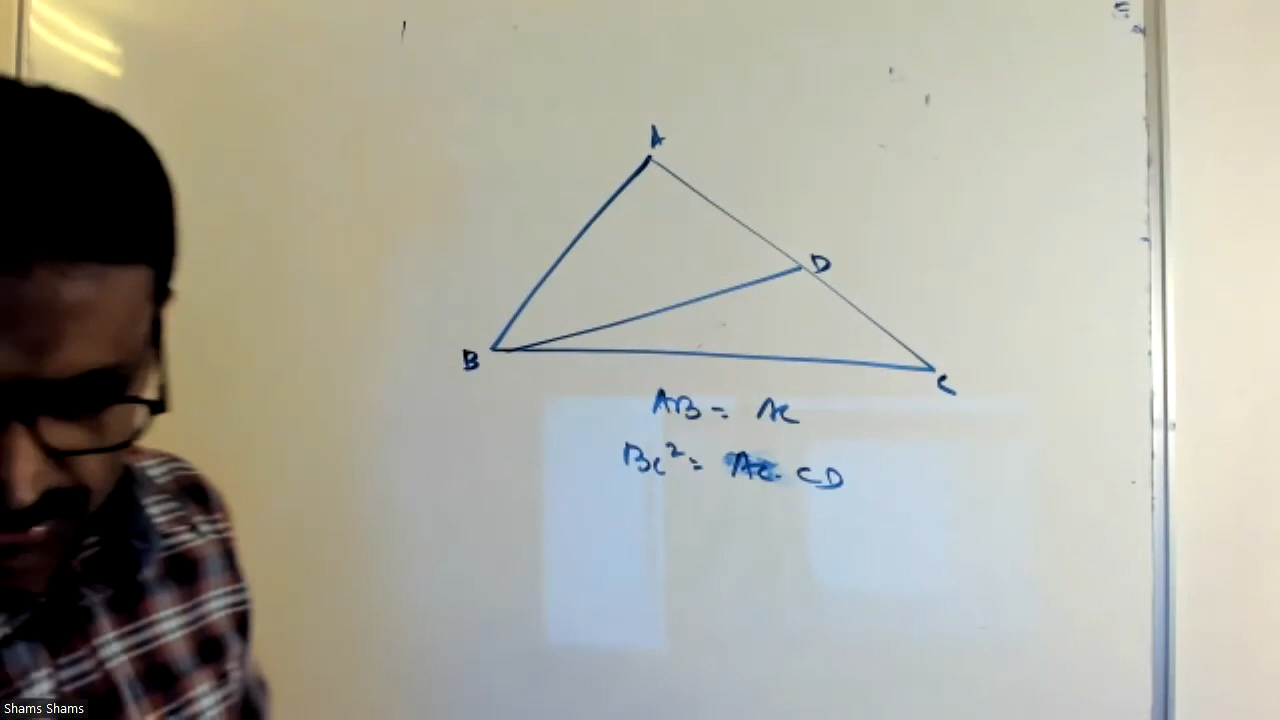 A
D
B
C
AB = AC
BC² = AC · CD
Shams Shams